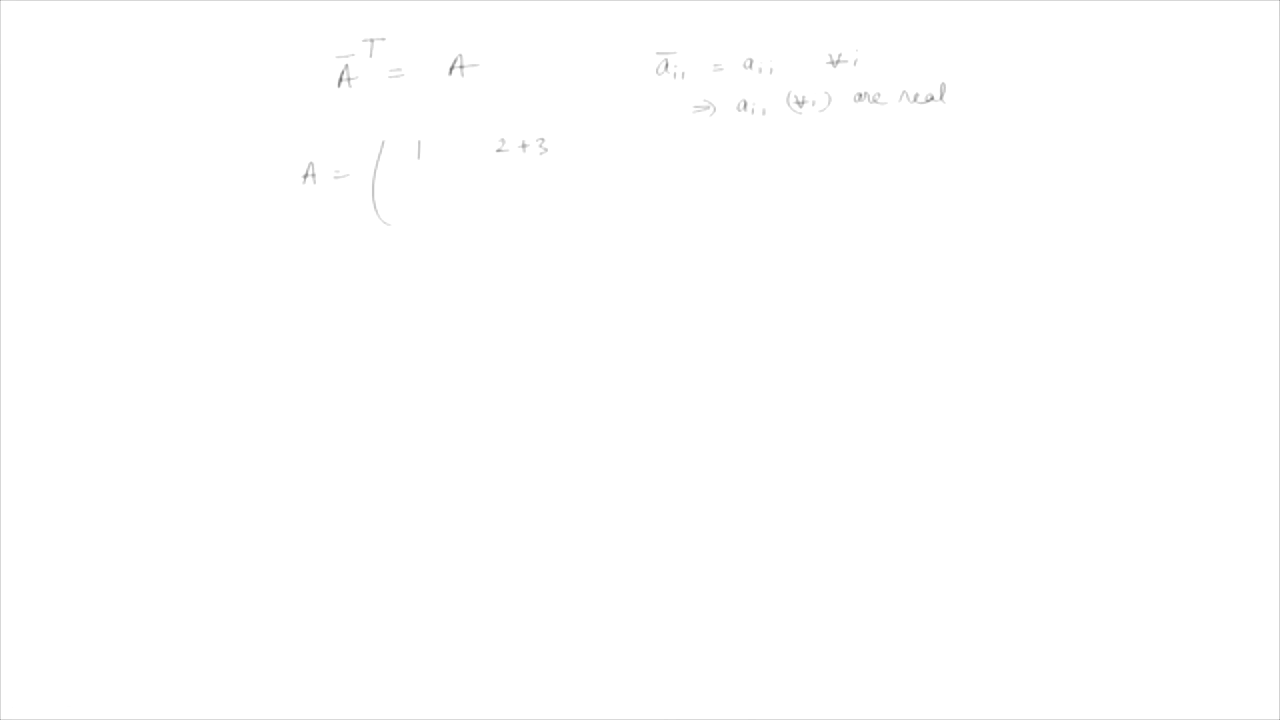 Ā^T = A
ā_ii = a_ii ∀i
⇒ a_ii (∀i) are real
A = ( 1 2+3